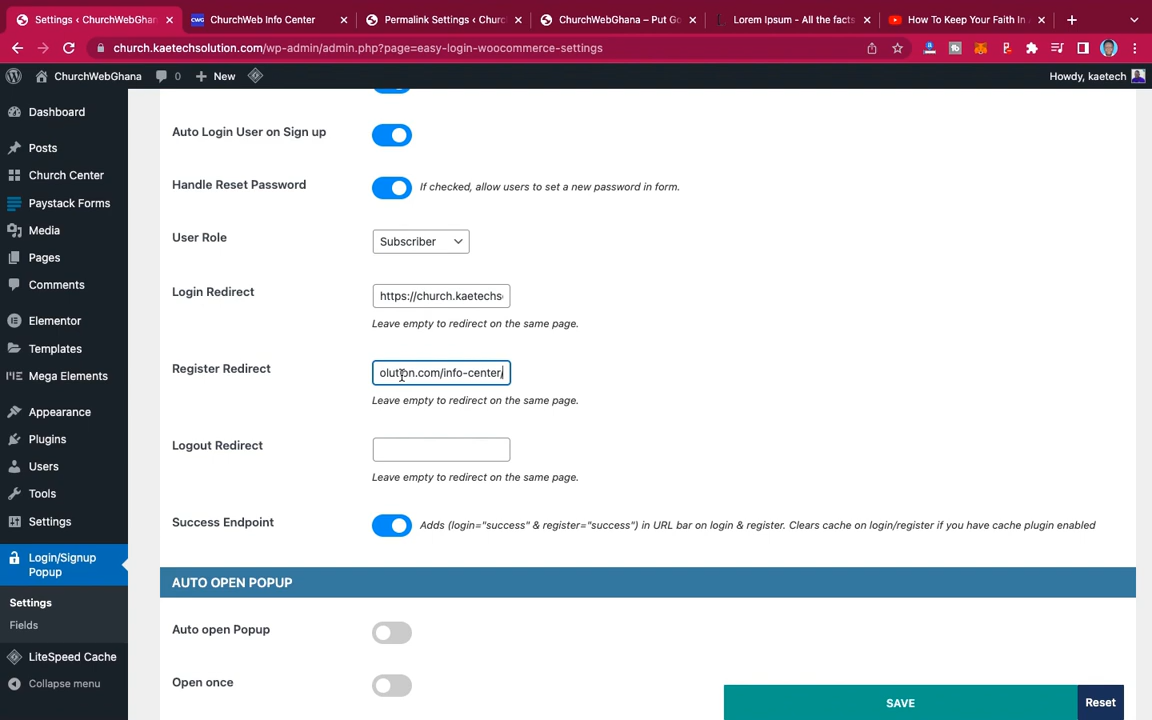 Settings ‹ ChurchWebGhan
ChurchWeb Info Center
Permalink Settings ‹ Churc
ChurchWebGhana – Put Go
Lorem Ipsum - All the facts
How To Keep Your Faith In
church.kaetechsolution.com/wp-admin/admin.php?page=easy-login-woocommerce-settings
ChurchWebGhana
0
New
Howdy, kaetech
Dashboard
Posts
Church Center
Paystack Forms
Media
Pages
Comments
Elementor
Templates
Mega Elements
Appearance
Plugins
Users
Tools
Settings
Login/Signup
Popup
Settings
Fields
LiteSpeed Cache
Collapse menu
Auto Login User on Sign up
Handle Reset Password
If checked, allow users to set a new password in form.
User Role
Subscriber
Login Redirect
https://church.kaetechs
Leave empty to redirect on the same page.
Register Redirect
olution.com/info-center/
Leave empty to redirect on the same page.
Logout Redirect
Leave empty to redirect on the same page.
Success Endpoint
Adds (login="success" & register="success") in URL bar on login & register. Clears cache on login/register if you have cache plugin enabled
AUTO OPEN POPUP
Auto open Popup
Open once
SAVE
Reset